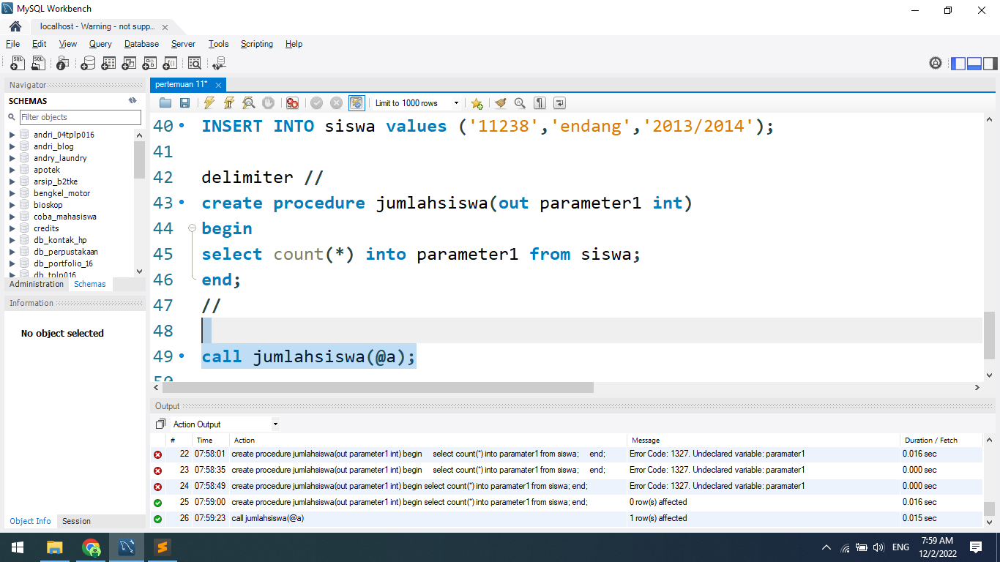 MySQL Workbench
localhost - Warning - not supp...
File Edit View Query Database Server Tools Scripting Help
Navigator
SCHEMAS
Filter objects
andri_04tplp016
andri_blog
andry_laundry
apotek
arsip_b2tke
bengkel_motor
bioskop
coba_mahasiswa
credits
db_kontak_hp
db_perpustakaan
db_portfolio_16
db_tplp016
Administration Schemas
Information
No object selected
Object Info Session
pertemuan 11*
Limit to 1000 rows
40 INSERT INTO siswa values ('11238','endang','2013/2014');
41
42 delimiter //
43 create procedure jumlahsiswa(out parameter1 int)
44 begin
45 select count(*) into parameter1 from siswa;
46 end;
47 //
48
49 call jumlahsiswa(@a);
50
Output
Action Output
# Time Action Message Duration / Fetch
22 07:58:01 create procedure jumlahsiswa(out parameter1 int) begin select count(*) into paramater1 from siswa; end; Error Code: 1327. Undeclared variable: paramater1 0.016 sec
23 07:58:35 create procedure jumlahsiswa(out parameter1 int) begin select count(*) into paramater1 from siswa; end; Error Code: 1327. Undeclared variable: paramater1 0.000 sec
24 07:58:49 create procedure jumlahsiswa(out parameter1 int) begin select count(*) into paramater1 from siswa; end; Error Code: 1327. Undeclared variable: paramater1 0.000 sec
25 07:59:00 create procedure jumlahsiswa(out parameter1 int) begin select count(*) into parameter1 from siswa; end; 0 row(s) affected 0.016 sec
26 07:59:23 call jumlahsiswa(@a) 1 row(s) affected 0.015 sec
ENG
7:59 AM
12/2/2022